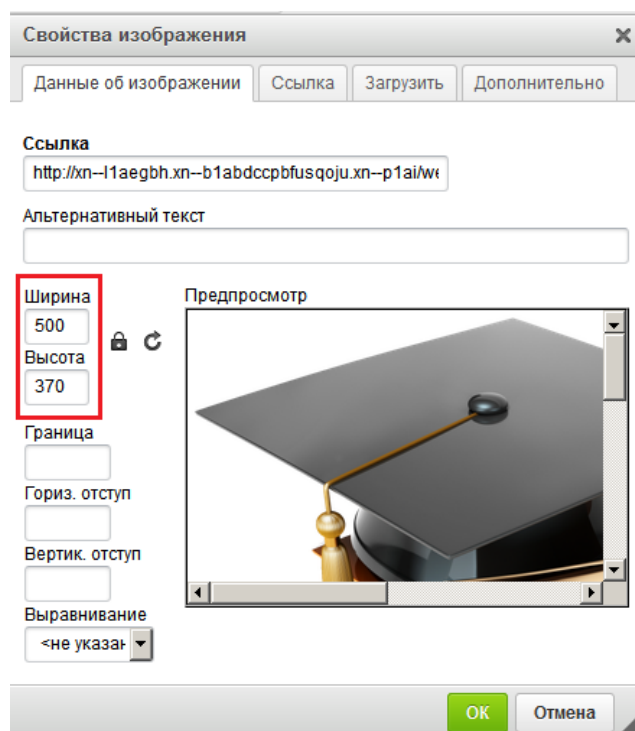 Свойства изображения
Данные об изображении Ссылка Загрузить Дополнительно
Ссылка
http://xn--l1aegbh.xn--b1abdccpbfusqoju.xn--p1ai/we
Альтернативный текст
Ширина Предпросмотр
500
Высота
370
Граница
Гориз. отступ
Вертик. отступ
Выравнивание
<не указан
ОК Отмена